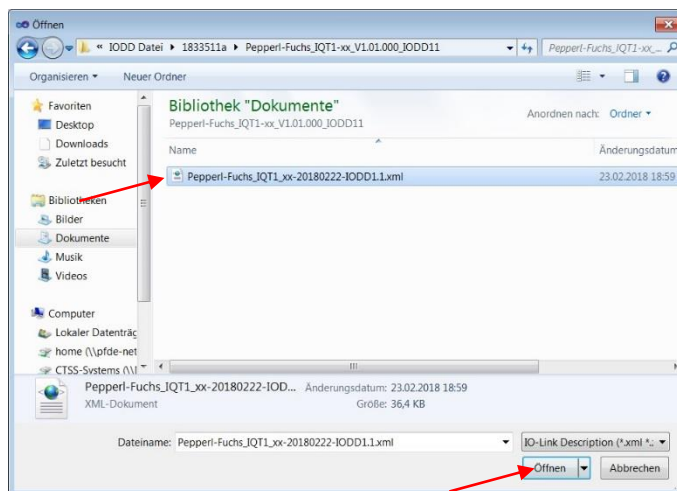 Öffnen
« IODD Datei ▸ 1833511a ▸ Pepperl-Fuchs_IQT1-xx_V1.01.000_IODD11
Pepperl-Fuchs_IQT1-xx_...
Organisieren Neuer Ordner
Favoriten
Desktop
Downloads
Zuletzt besucht
Bibliotheken
Bilder
Dokumente
Musik
Videos
Computer
Lokaler Datenträg
home (\\pfde-net
CTSS-Systems (\\
Bibliothek "Dokumente"
Pepperl-Fuchs_IQT1-xx_V1.01.000_IODD11
Anordnen nach: Ordner
Name Änderungsdatum
Pepperl-Fuchs_IQT1_xx-20180222-IODD1.1.xml 23.02.2018 18:59
Pepperl-Fuchs_IQT1_xx-20180222-IOD... Änderungsdatum: 23.02.2018 18:59
XML-Dokument Größe: 36,4 KB
Dateiname: Pepperl-Fuchs_IQT1_xx-20180222-IODD1.1.xml
IO-Link Description (*.xml *.:
Öffnen Abbrechen